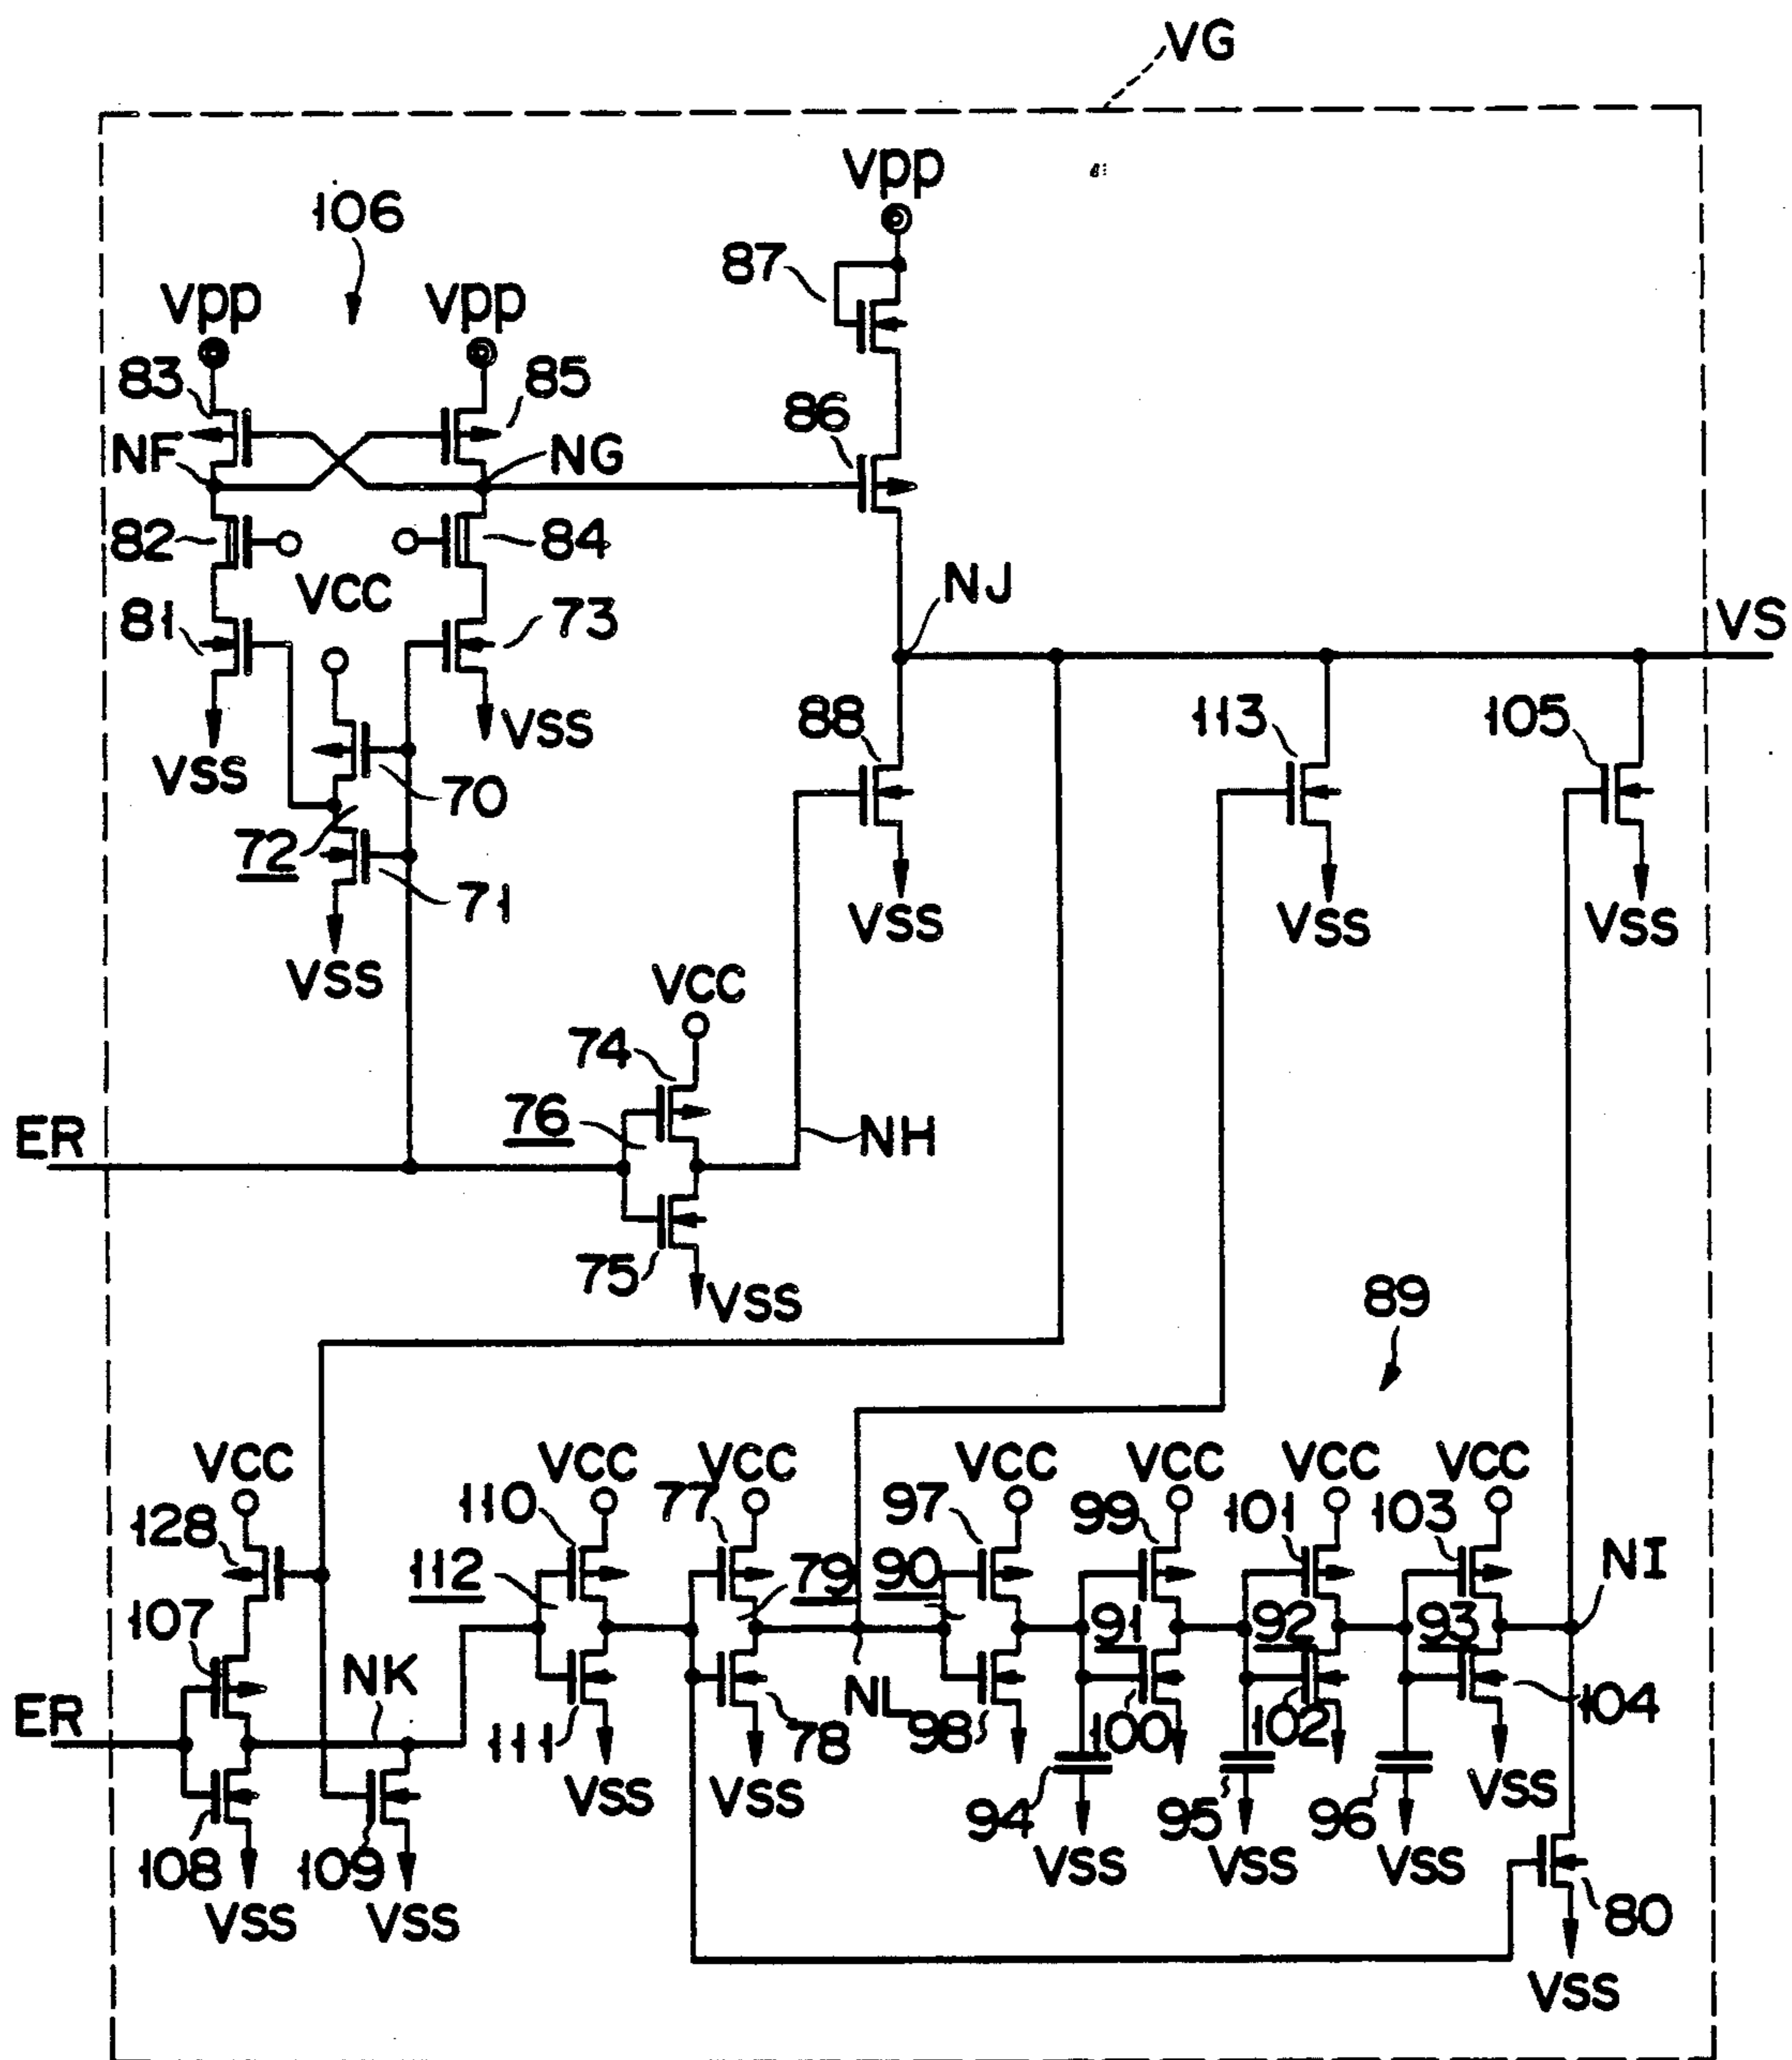 VG
Vpp
106
87
Vpp
Vpp
83
85
86
NF
NG
82
84
VCC
NJ
81
73
VS
88
113
105
VSS
VSS
70
72
71
VSS
VSS
VSS
VSS
VCC
74
76
ER
NH
75
VSS
89
VCC
VCC
VCC
VCC
VCC
VCC
VCC
128
110
77
97
99
101
103
112
79
90
NI
107
91
92
93
NK
ER
NL
98
100
102
104
111
78
VSS
VSS
VSS
94
95
96
108
109
VSS
VSS
VSS
VSS
VSS
80
VSS